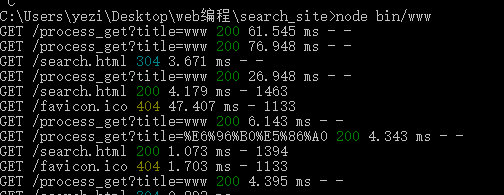 C:\Users\yezi\Desktop\web编程\search_site>node bin/www
GET /process_get?title=www 200 61.545 ms - -
GET /process_get?title=www 200 76.948 ms - -
GET /search.html 304 3.671 ms - -
GET /process_get?title=www 200 26.948 ms - -
GET /search.html 200 4.179 ms - 1463
GET /favicon.ico 404 47.407 ms - 1133
GET /process_get?title=www 200 6.143 ms - -
GET /process_get?title=%E6%96%B0%E5%86%A0 200 4.343 ms - -
GET /search.html 200 1.073 ms - 1394
GET /favicon.ico 404 1.703 ms - 1133
GET /process_get?title=www 200 4.395 ms - -